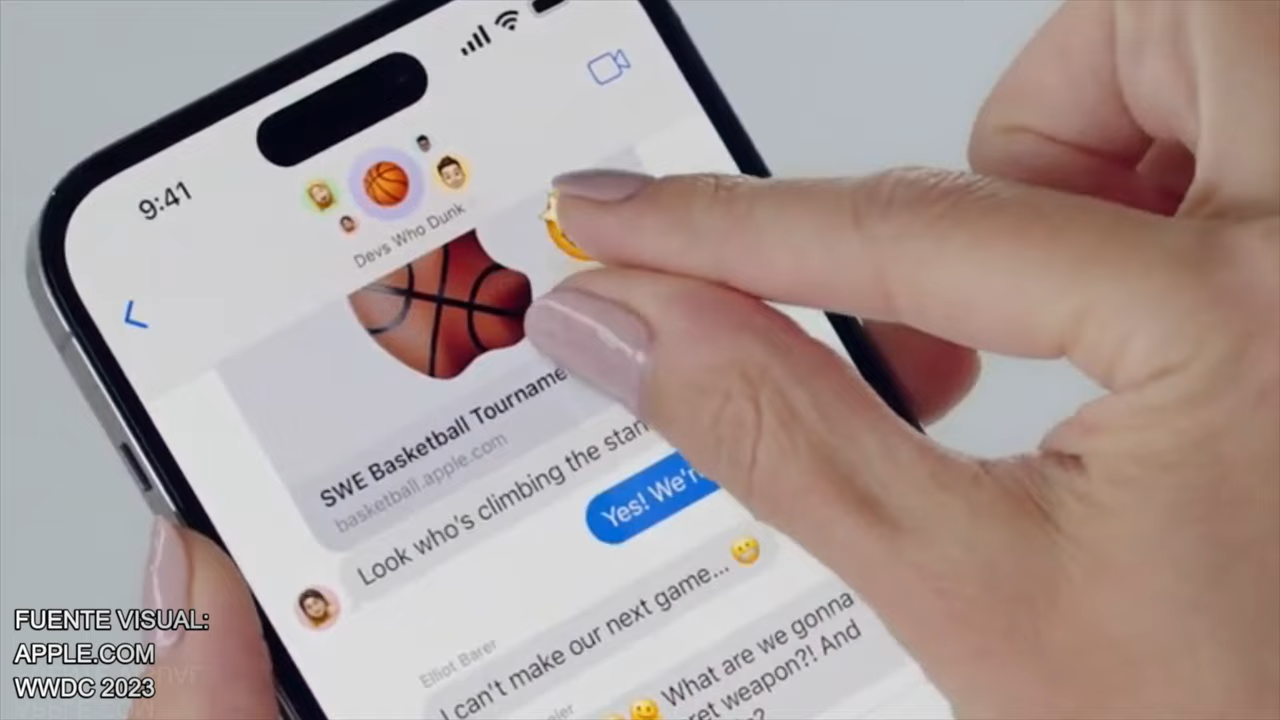 9:41
Devs Who Dunk
SWE Basketball Tourname
basketball.apple.com
Look who's climbing the stan
Yes! We'r
Elliot Barer
I can't make our next game...
What are we gonna
ret weapon?! And
FUENTE VISUAL:
APPLE.COM
WWDC 2023